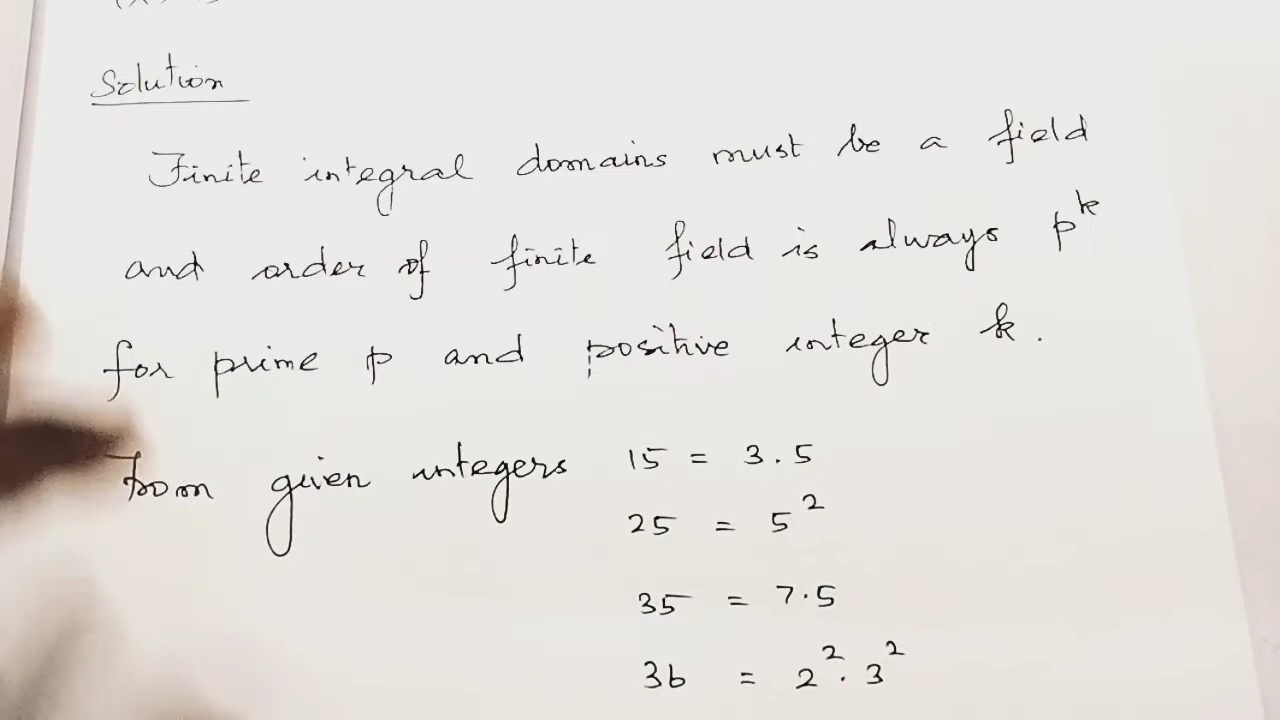 Solution
Finite integral domains must be a field
and order of finite field is always p^k
for prime p and positive integer k.
From given integers 15 = 3.5
25 = 5^2
35 = 7.5
36 = 2^2. 3^2